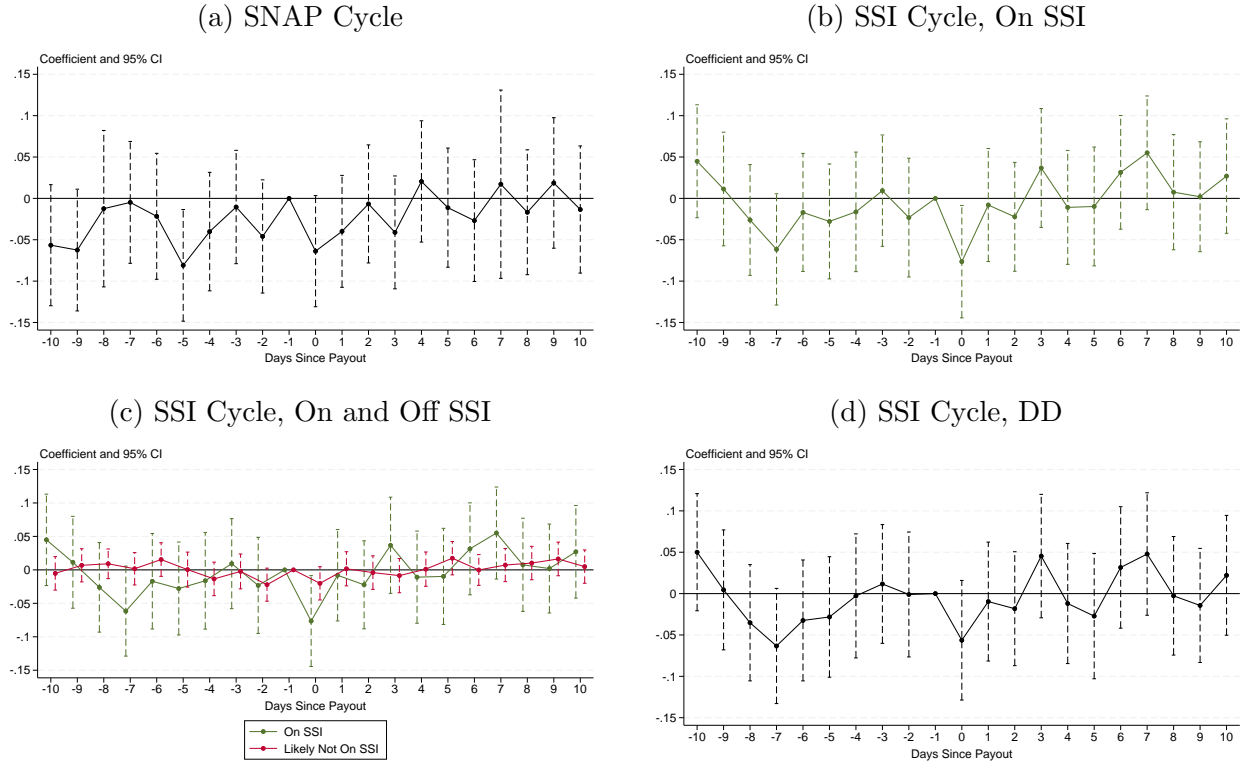 (a) SNAP Cycle
Coefficient and 95% CI
.15
.1
.05
0
-.05
-.1
-.15
-10 -9 -8 -7 -6 -5 -4 -3 -2 -1 0 1 2 3 4 5 6 7 8 9 10
Days Since Payout
(b) SSI Cycle, On SSI
Coefficient and 95% CI
.15
.1
.05
0
-.05
-.1
-.15
-10 -9 -8 -7 -6 -5 -4 -3 -2 -1 0 1 2 3 4 5 6 7 8 9 10
Days Since Payout
(c) SSI Cycle, On and Off SSI
Coefficient and 95% CI
.15
.1
.05
0
-.05
-.1
-.15
-10 -9 -8 -7 -6 -5 -4 -3 -2 -1 0 1 2 3 4 5 6 7 8 9 10
Days Since Payout
On SSI
Likely Not On SSI
(d) SSI Cycle, DD
Coefficient and 95% CI
.15
.1
.05
0
-.05
-.1
-.15
-10 -9 -8 -7 -6 -5 -4 -3 -2 -1 0 1 2 3 4 5 6 7 8 9 10
Days Since Payout